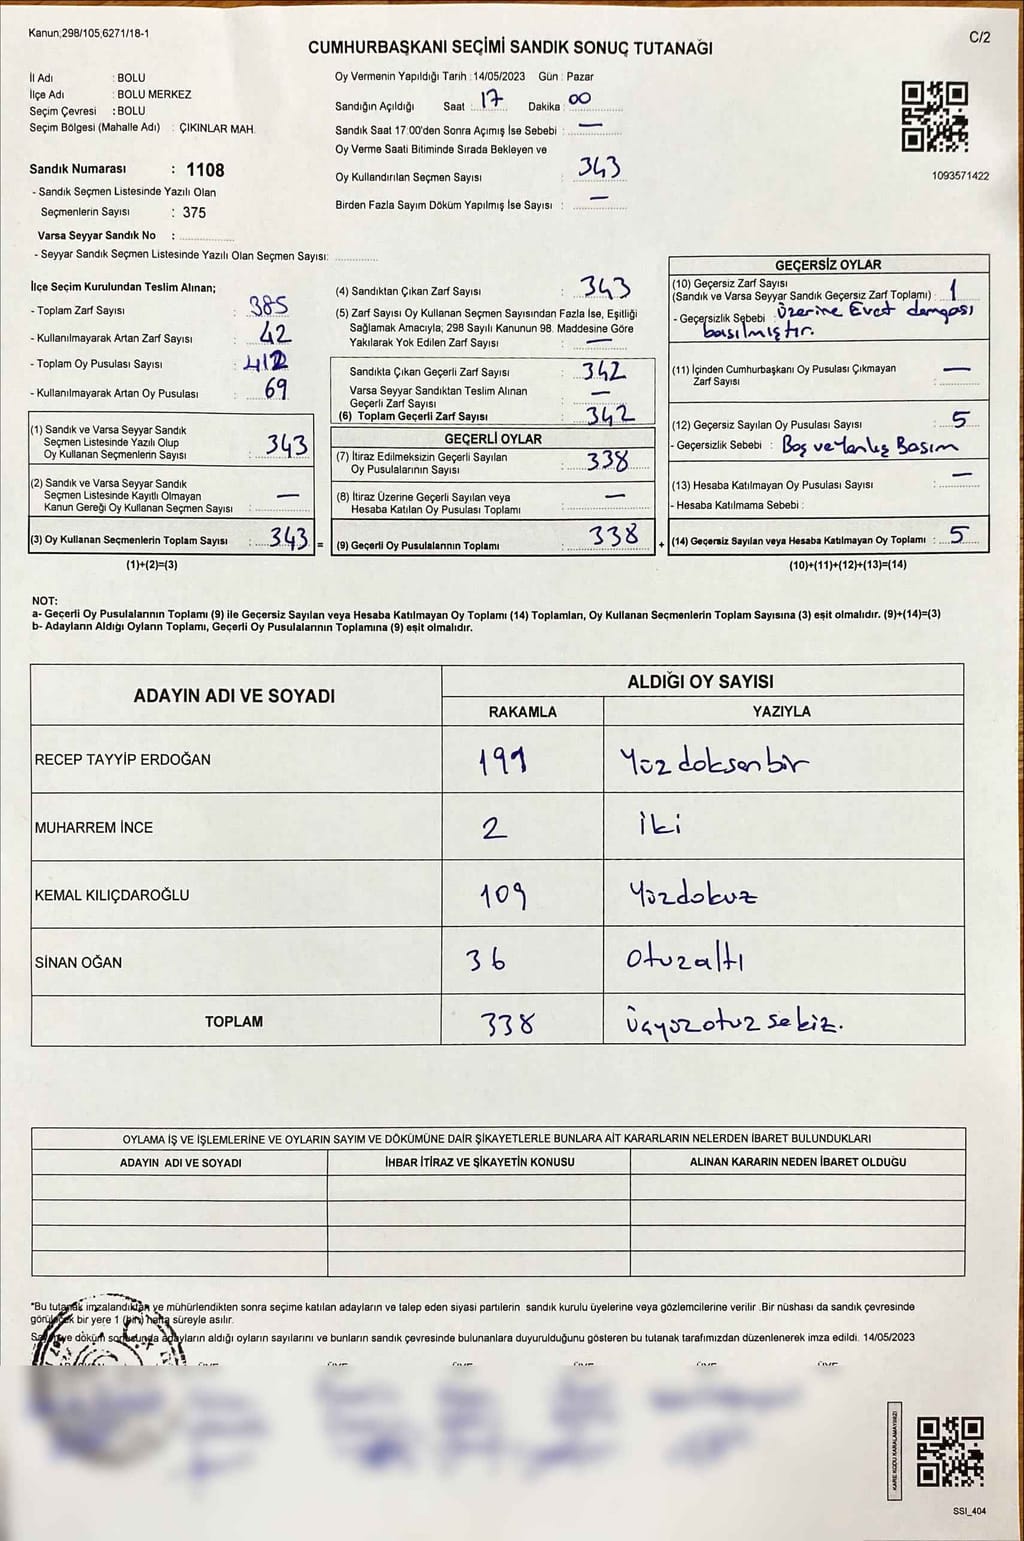 Kanun;298/105,6271/18-1
C/2
CUMHURBAŞKANI SEÇİMİ SANDIK SONUÇ TUTANAĞI
İl Adı : BOLU
İlçe Adı : BOLU MERKEZ
Seçim Çevresi : BOLU
Seçim Bölgesi (Mahalle Adı) : ÇIKINLAR MAH.
Sandık Numarası : 1108
- Sandık Seçmen Listesinde Yazılı Olan
Seçmenlerin Sayısı : 375
Varsa Seyyar Sandık No :
- Seyyar Sandık Seçmen Listesinde Yazılı Olan Seçmen Sayısı:
Oy Vermenin Yapıldığı Tarih : 14/05/2023 Gün : Pazar
Sandığın Açıldığı Saat : 17 Dakika : 00
Sandık Saat 17:00'den Sonra Açımış İse Sebebi : —
Oy Verme Saati Bitiminde Sırada Bekleyen ve
Oy Kullandırılan Seçmen Sayısı : 343
Birden Fazla Sayım Döküm Yapılmış İse Sayısı : —
1093571422
İlçe Seçim Kurulundan Teslim Alınan;
- Toplam Zarf Sayısı : 385
- Kullanılmayarak Artan Zarf Sayısı : 42
- Toplam Oy Pusulası Sayısı : 412
- Kullanılmayarak Artan Oy Pusulası : 69
(1) Sandık ve Varsa Seyyar Sandık
Seçmen Listesinde Yazılı Olup
Oy Kullanan Seçmenlerin Sayısı : 343
(2) Sandık ve Varsa Seyyar Sandık
Seçmen Listesinde Kayıtlı Olmayan
Kanun Gereği Oy Kullanan Seçmen Sayısı : —
(3) Oy Kullanan Seçmenlerin Toplam Sayısı : 343 =
(1)+(2)=(3)
(4) Sandıktan Çıkan Zarf Sayısı : 343
(5) Zarf Sayısı Oy Kullanan Seçmen Sayısından Fazla İse, Eşitliği
Sağlamak Amacıyla; 298 Sayılı Kanunun 98. Maddesine Göre
Yakılarak Yok Edilen Zarf Sayısı : —
Sandıkta Çıkan Geçerli Zarf Sayısı : 342
Varsa Seyyar Sandıktan Teslim Alınan
Geçerli Zarf Sayısı : —
(6) Toplam Geçerli Zarf Sayısı : 342
GEÇERLİ OYLAR
(7) İtiraz Edilmeksizin Geçerli Sayılan
Oy Pusulalarının Sayısı : 338
(8) İtiraz Üzerine Geçerli Sayılan veya
Hesaba Katılan Oy Pusulası Toplamı : —
(9) Geçerli Oy Pusulalarının Toplamı : 338 +
GEÇERSİZ OYLAR
(10) Geçersiz Zarf Sayısı
(Sandık ve Varsa Seyyar Sandık Geçersiz Zarf Toplamı) : 1
- Geçersizlik Sebebi : Üzerine Evet damgası
basılmıştır.
(11) İçinden Cumhurbaşkanı Oy Pusulası Çıkmayan
Zarf Sayısı : —
(12) Geçersiz Sayılan Oy Pusulası Sayısı : 5
- Geçersizlik Sebebi : Boş ve Yanlış Basım
(13) Hesaba Katılmayan Oy Pusulası Sayısı : —
- Hesaba Katılmama Sebebi :
(14) Geçersiz Sayılan veya Hesaba Katılmayan Oy Toplamı : 5
(10)+(11)+(12)+(13)=(14)
NOT:
a- Geçerli Oy Pusulalarının Toplamı (9) ile Geçersiz Sayılan veya Hesaba Katılmayan Oy Toplamı (14) Toplamları, Oy Kullanan Seçmenlerin Toplam Sayısına (3) eşit olmalıdır. (9)+(14)=(3)
b- Adayların Aldığı Oyların Toplamı, Geçerli Oy Pusulalarının Toplamına (9) eşit olmalıdır.
ADAYIN ADI VE SOYADI
ALDIĞI OY SAYISI
RAKAMLA YAZIYLA
RECEP TAYYİP ERDOĞAN 191 Yüz doksan bir
MUHARREM İNCE 2 İki
KEMAL KILIÇDAROĞLU 109 Yüzdokuz
SİNAN OĞAN 36 Otuzaltı
TOPLAM 338 Üçyüzotuz sekiz.
OYLAMA İŞ VE İŞLEMLERİNE VE OYLARIN SAYIM VE DÖKÜMÜNE DAİR ŞİKAYETLERLE BUNLARA AİT KARARLARIN NELERDEN İBARET BULUNDUKLARI
ADAYIN ADI VE SOYADI İHBAR İTİRAZ VE ŞİKAYETİN KONUSU ALINAN KARARIN NEDEN İBARET OLDUĞU
*Bu tutanak imzalandıktan ve mühürlendikten sonra seçime katılan adayların ve talep eden siyasi partilerin sandık kurulu üyelerine veya gözlemcilerine verilir .Bir nüshası da sandık çevresinde
görülecek bir yere 1 (bir) hafta süreyle asılır.
Sayım ve döküm sonucunda adayların aldığı oyların sayılarını ve bunların sandık çevresinde bulunanlara duyurulduğunu gösteren bu tutanak tarafımızdan düzenlenerek imza edildi. 14/05/2023
KARE KODU KARALAMAYINIZ!
SSI_404